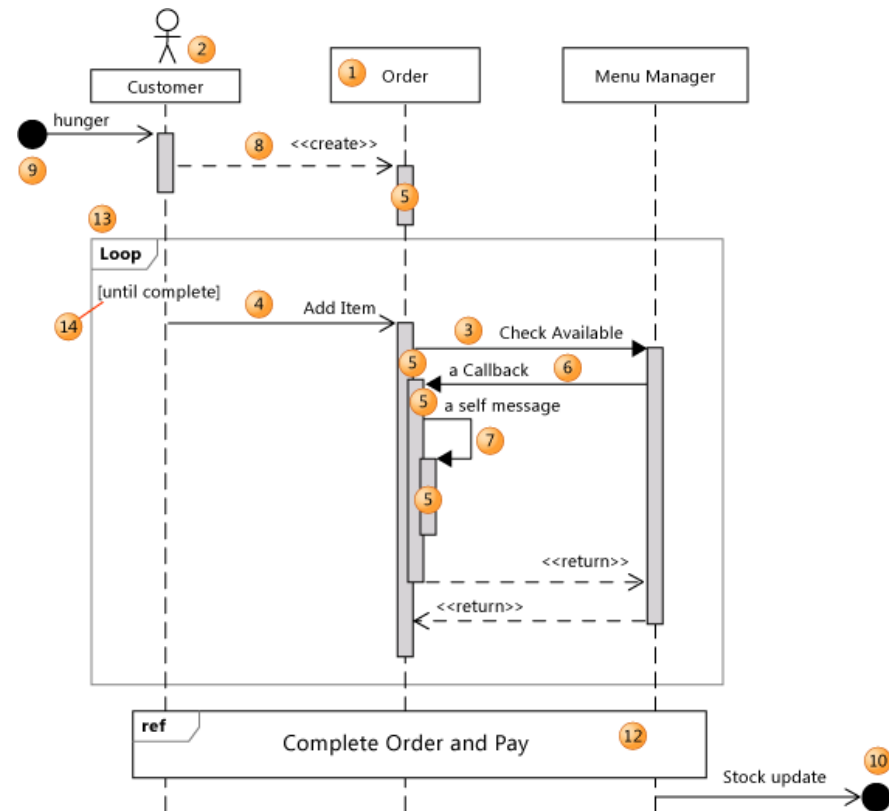 2
1
Order
Menu Manager
Customer
hunger
8
<<create>>
9
5
13
Loop
[until complete]
14
4
Add Item
3
Check Available
5
a Callback
6
5
a self message
7
5
<<return>>
<<return>>
ref
Complete Order and Pay
12
10
Stock update